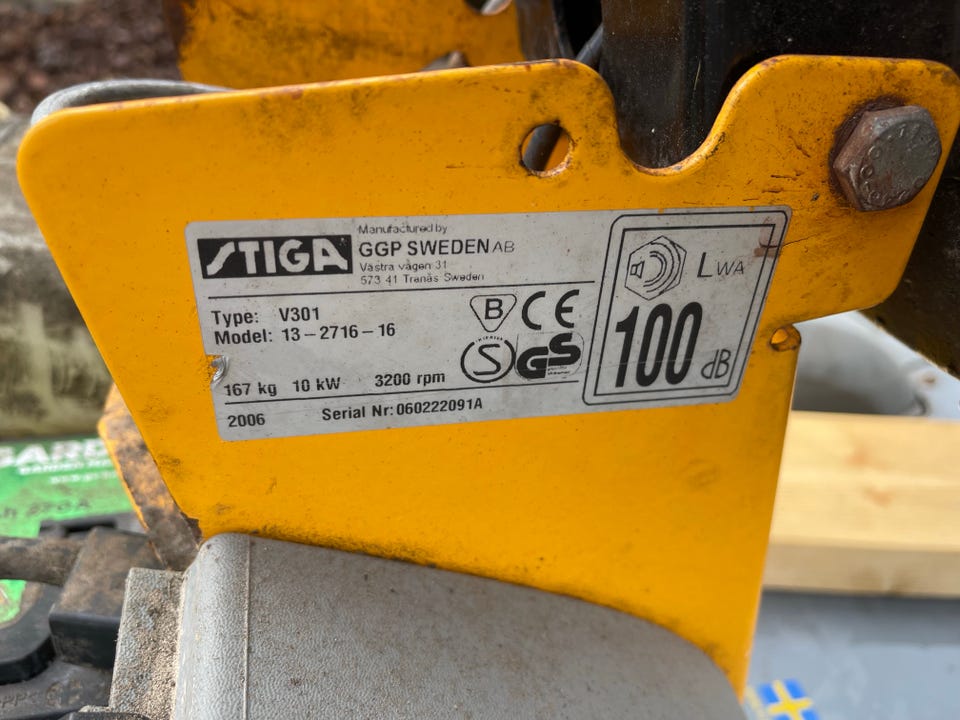 STIGA
Manufactured by
GGP SWEDEN AB
Västra vägen 31
573 41 Tranås Sweden
Type: V301
Model: 13-2716-16
B CE
S GS
167 kg 10 kW 3200 rpm
2006 Serial Nr: 060222091A
LWA
100 dB
GARD